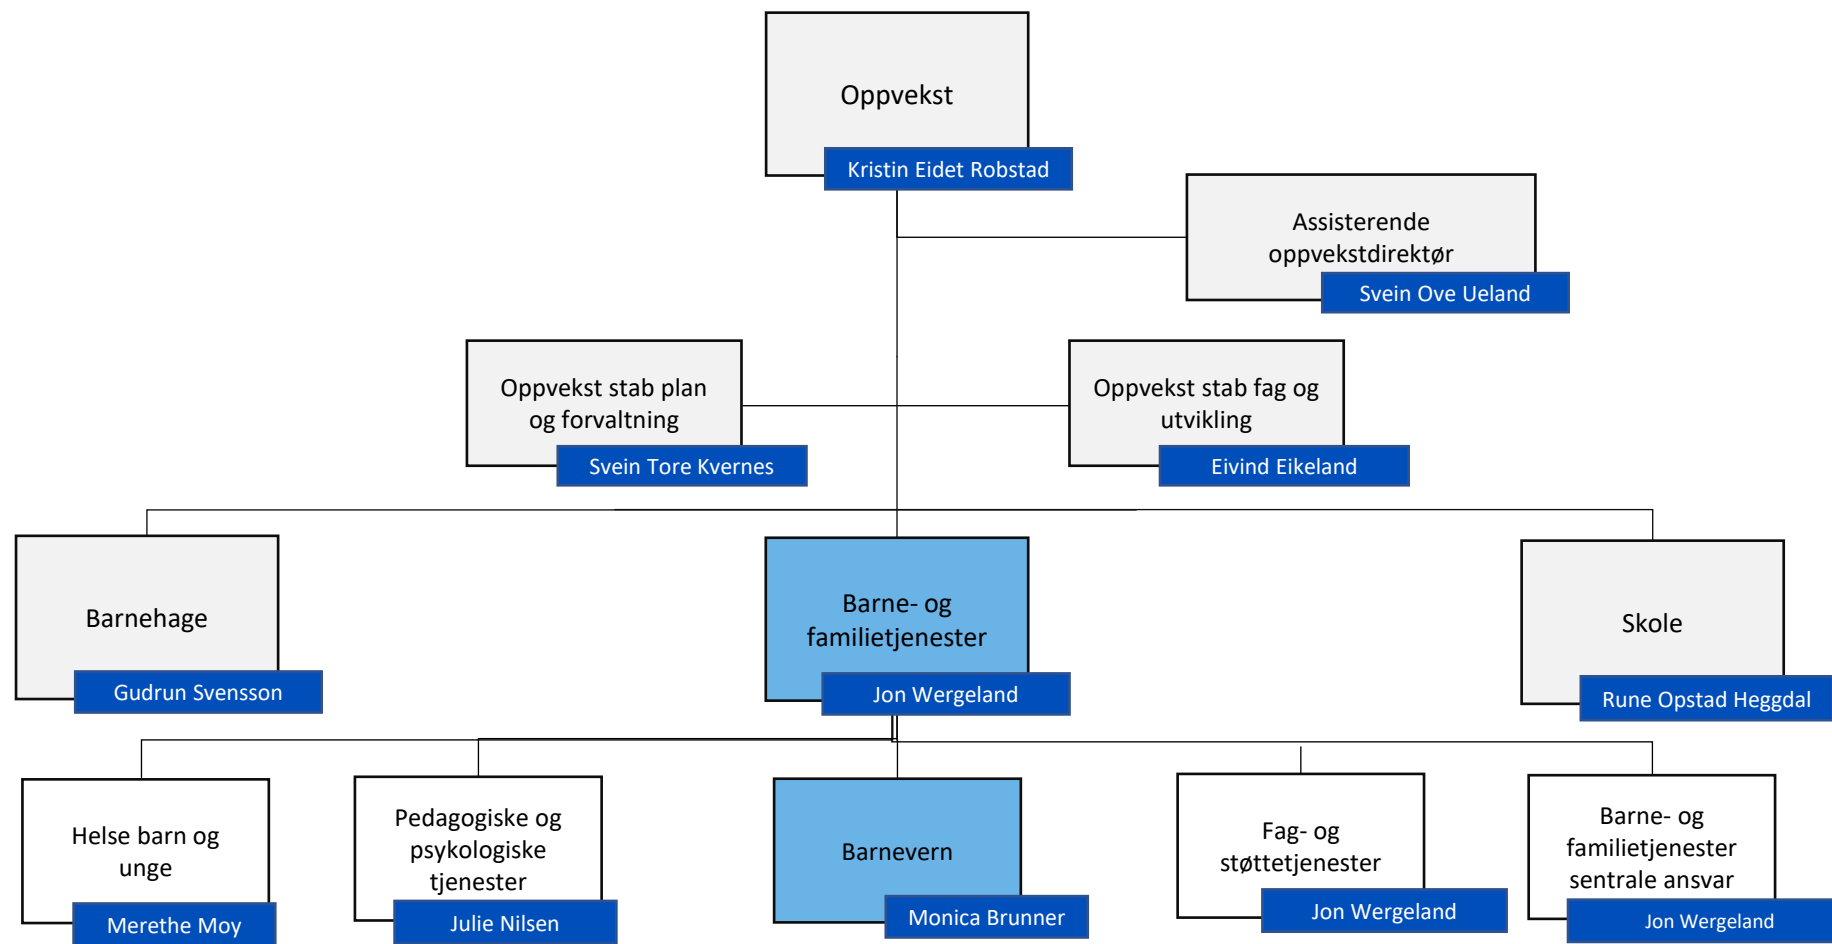 Oppvekst
Kristin Eidet Robstad
Assisterende
oppvekstdirektør
Svein Ove Ueland
Oppvekst stab plan
og forvaltning
Svein Tore Kvernes
Oppvekst stab fag og
utvikling
Eivind Eikeland
Barnehage
Gudrun Svensson
Barne- og
familietjenester
Jon Wergeland
Skole
Rune Opstad Heggdal
Helse barn og
unge
Merethe Moy
Pedagogiske og
psykologiske
tjenester
Julie Nilsen
Barnevern
Monica Brunner
Fag- og
støttetjenester
Jon Wergeland
Barne- og
familietjenester
sentrale ansvar
Jon Wergeland